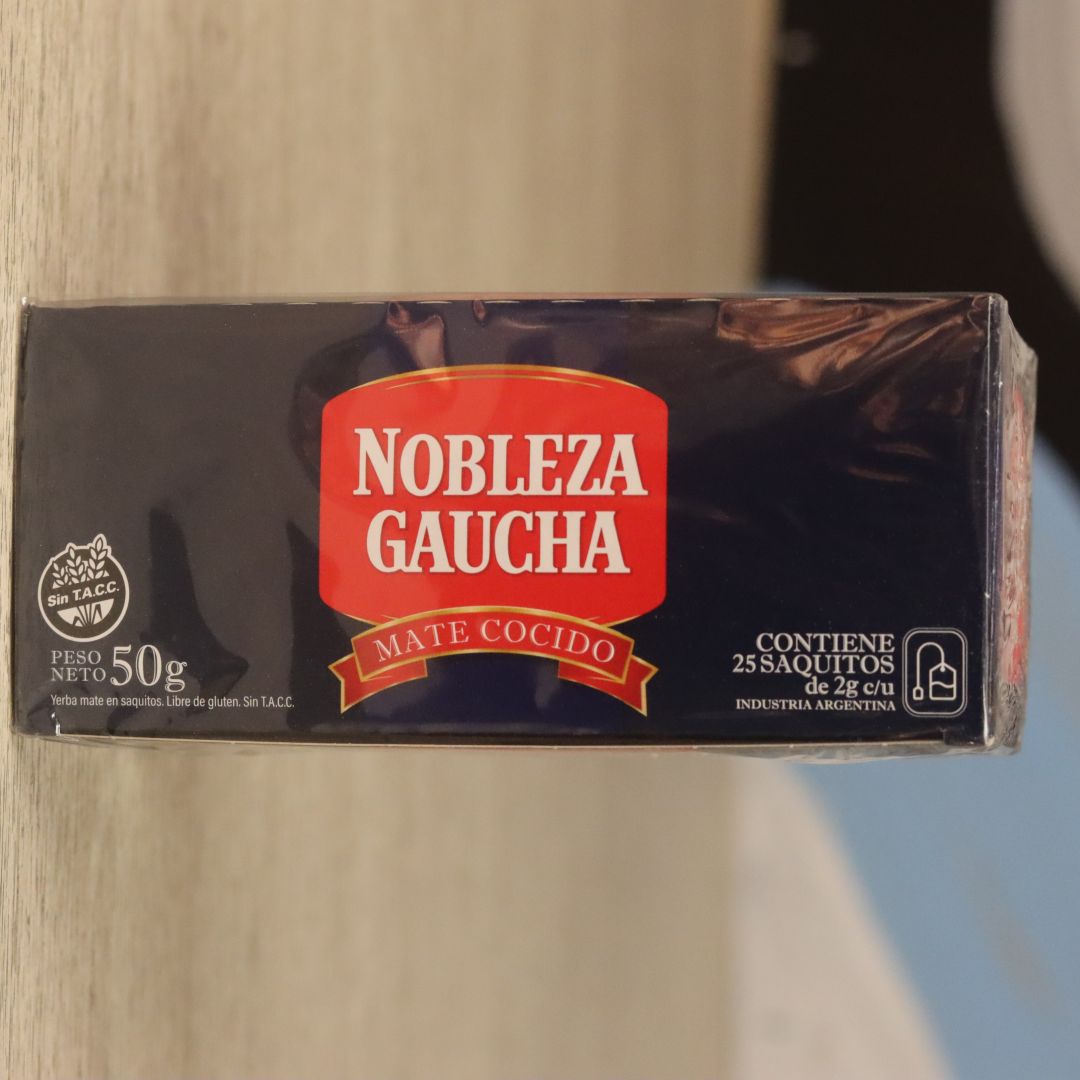 NOBLEZA
GAUCHA
MATE COCIDO
Sin T.A.C.C.
PESO
NETO 50g
Yerba mate en saquitos. Libre de gluten. Sin T.A.C.C.
CONTIENE
25 SAQUITOS
de 2g c/u
INDUSTRIA ARGENTINA